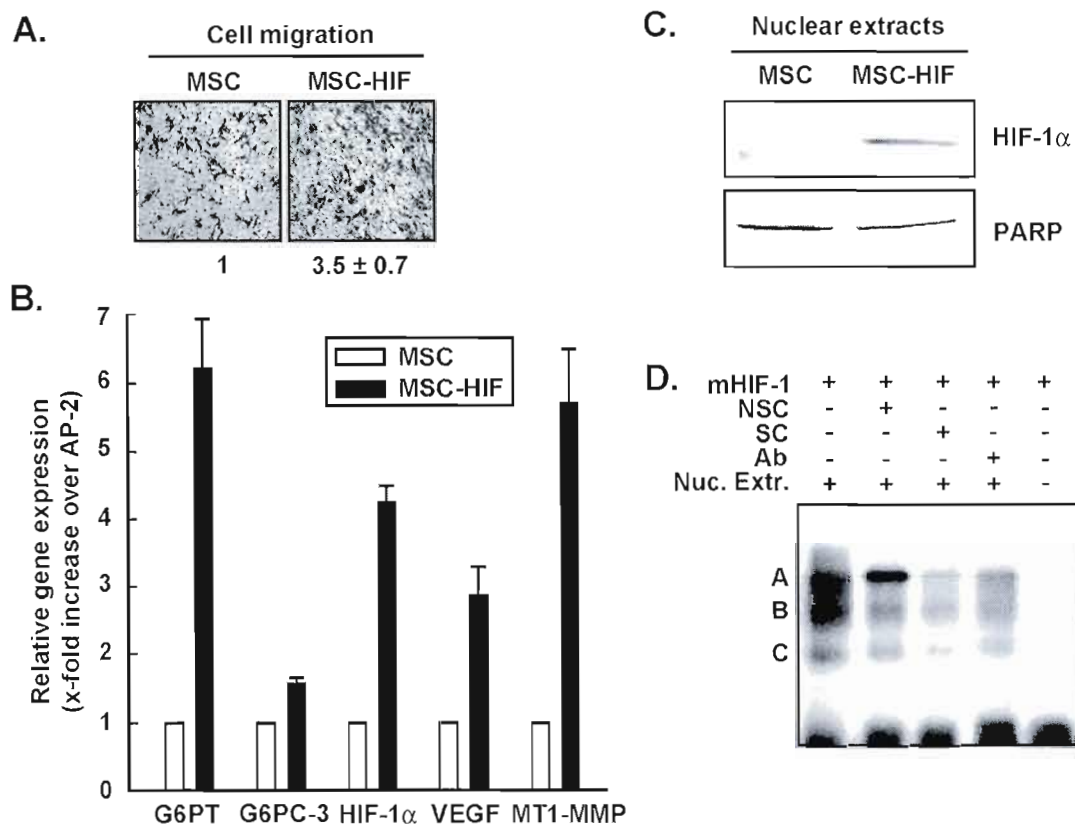 A.
Cell migration
MSC MSC-HIF
1 3.5 ± 0.7
B.
Relative gene expression
(x-fold increase over AP-2)
7
6
5
4
3
2
1
0
MSC
MSC-HIF
G6PT G6PC-3 HIF-1α VEGF MT1-MMP
C.
Nuclear extracts
MSC MSC-HIF
HIF-1α
PARP
D.
mHIF-1 + + + + +
NSC - + - - -
SC - - + - -
Ab - - - + -
Nuc. Extr. + + + + -
A
B
C